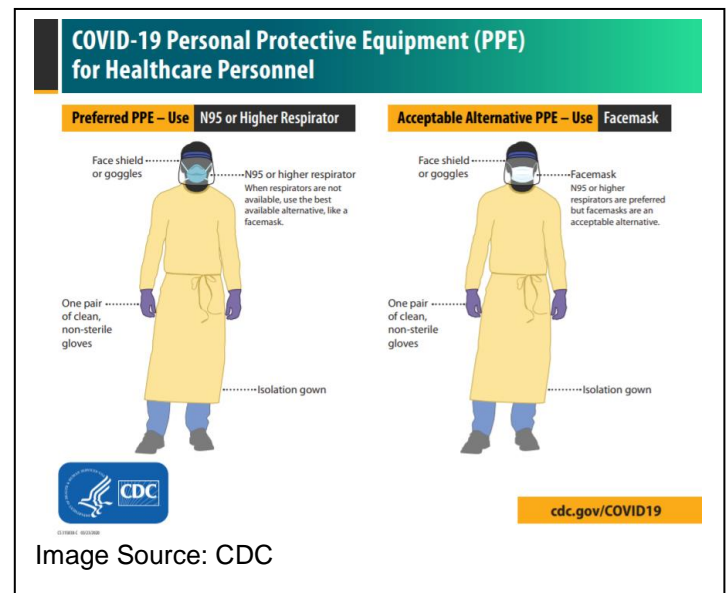 COVID-19 Personal Protective Equipment (PPE)
for Healthcare Personnel
Preferred PPE – Use N95 or Higher Respirator
Face shield
or goggles
N95 or higher respirator
When respirators are not
available, use the best
available alternative, like a
facemask.
One pair
of clean,
non-sterile
gloves
Isolation gown
Acceptable Alternative PPE – Use Facemask
Face shield
or goggles
Facemask
N95 or higher
respirators are preferred
but facemasks are an
acceptable alternative.
One pair
of clean,
non-sterile
gloves
Isolation gown
CDC
cdc.gov/COVID19
Image Source: CDC